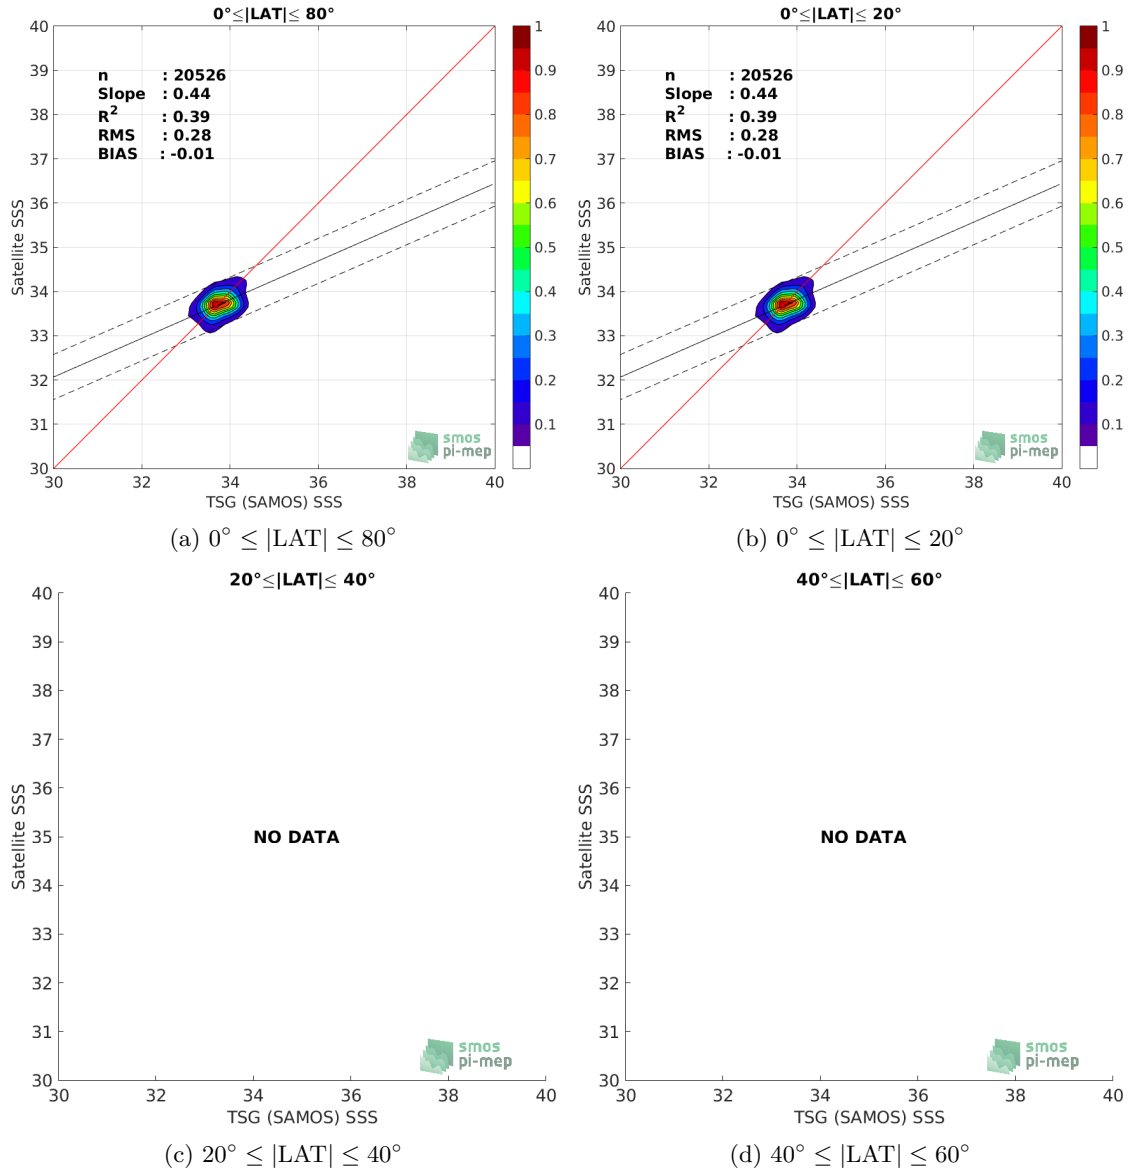 0°≤|LAT|≤ 80°
40
39
38
37
36
35
34
33
32
31
30
Satellite SSS
n : 20526
Slope : 0.44
R² : 0.39
RMS : 0.28
BIAS : -0.01
smos
pi-mep
30 32 34 36 38 40
TSG (SAMOS) SSS
1
0.9
0.8
0.7
0.6
0.5
0.4
0.3
0.2
0.1
(a) 0° ≤ |LAT| ≤ 80°
0°≤|LAT|≤ 20°
40
39
38
37
36
35
34
33
32
31
30
Satellite SSS
n : 20526
Slope : 0.44
R² : 0.39
RMS : 0.28
BIAS : -0.01
smos
pi-mep
30 32 34 36 38 40
TSG (SAMOS) SSS
1
0.9
0.8
0.7
0.6
0.5
0.4
0.3
0.2
0.1
(b) 0° ≤ |LAT| ≤ 20°
20°≤|LAT|≤ 40°
40
39
38
37
36
35
34
33
32
31
30
Satellite SSS
NO DATA
smos
pi-mep
30 32 34 36 38 40
TSG (SAMOS) SSS
(c) 20° ≤ |LAT| ≤ 40°
40°≤|LAT|≤ 60°
40
39
38
37
36
35
34
33
32
31
30
Satellite SSS
NO DATA
smos
pi-mep
30 32 34 36 38 40
TSG (SAMOS) SSS
(d) 40° ≤ |LAT| ≤ 60°